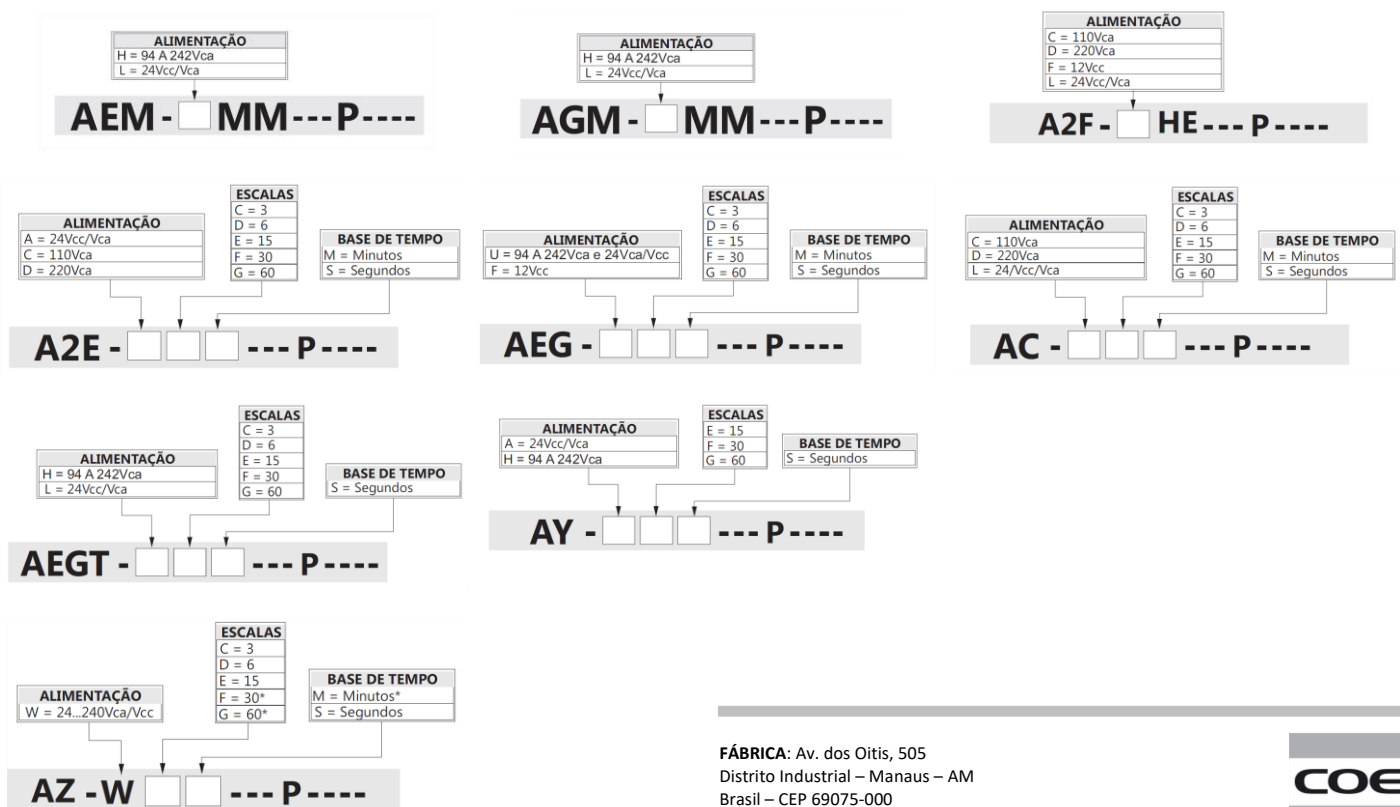 ALIMENTAÇÃO
H = 94 A 242Vca
L = 24Vcc/Vca
AEM - MM---P----
ALIMENTAÇÃO
H = 94 A 242Vca
L = 24Vcc/Vca
AGM - MM---P----
ALIMENTAÇÃO
C = 110Vca
D = 220Vca
F = 12Vcc
L = 24Vcc/Vca
A2F - HE--- P ----
ALIMENTAÇÃO
A = 24Vcc/Vca
C = 110Vca
D = 220Vca
ESCALAS
C = 3
D = 6
E = 15
F = 30
G = 60
BASE DE TEMPO
M = Minutos
S = Segundos
A2E - --- P ----
ALIMENTAÇÃO
U = 94 A 242Vca e 24Vca/Vcc
F = 12Vcc
ESCALAS
C = 3
D = 6
E = 15
F = 30
G = 60
BASE DE TEMPO
M = Minutos
S = Segundos
AEG - --- P ----
ALIMENTAÇÃO
C = 110Vca
D = 220Vca
L = 24/Vcc/Vca
ESCALAS
C = 3
D = 6
E = 15
F = 30
G = 60
BASE DE TEMPO
M = Minutos
S = Segundos
AC - --- P ----
ALIMENTAÇÃO
H = 94 A 242Vca
L = 24Vcc/Vca
ESCALAS
C = 3
D = 6
E = 15
F = 30
G = 60
BASE DE TEMPO
S = Segundos
AEGT - --- P ----
ALIMENTAÇÃO
A = 24Vcc/Vca
H = 94 A 242Vca
ESCALAS
E = 15
F = 30
G = 60
BASE DE TEMPO
S = Segundos
AY - --- P ----
ALIMENTAÇÃO
W = 24...240Vca/Vcc
ESCALAS
C = 3
D = 6
E = 15
F = 30*
G = 60*
BASE DE TEMPO
M = Minutos*
S = Segundos
AZ -W --- P ----
FÁBRICA: Av. dos Oitis, 505
Distrito Industrial – Manaus – AM
Brasil – CEP 69075-000
COE